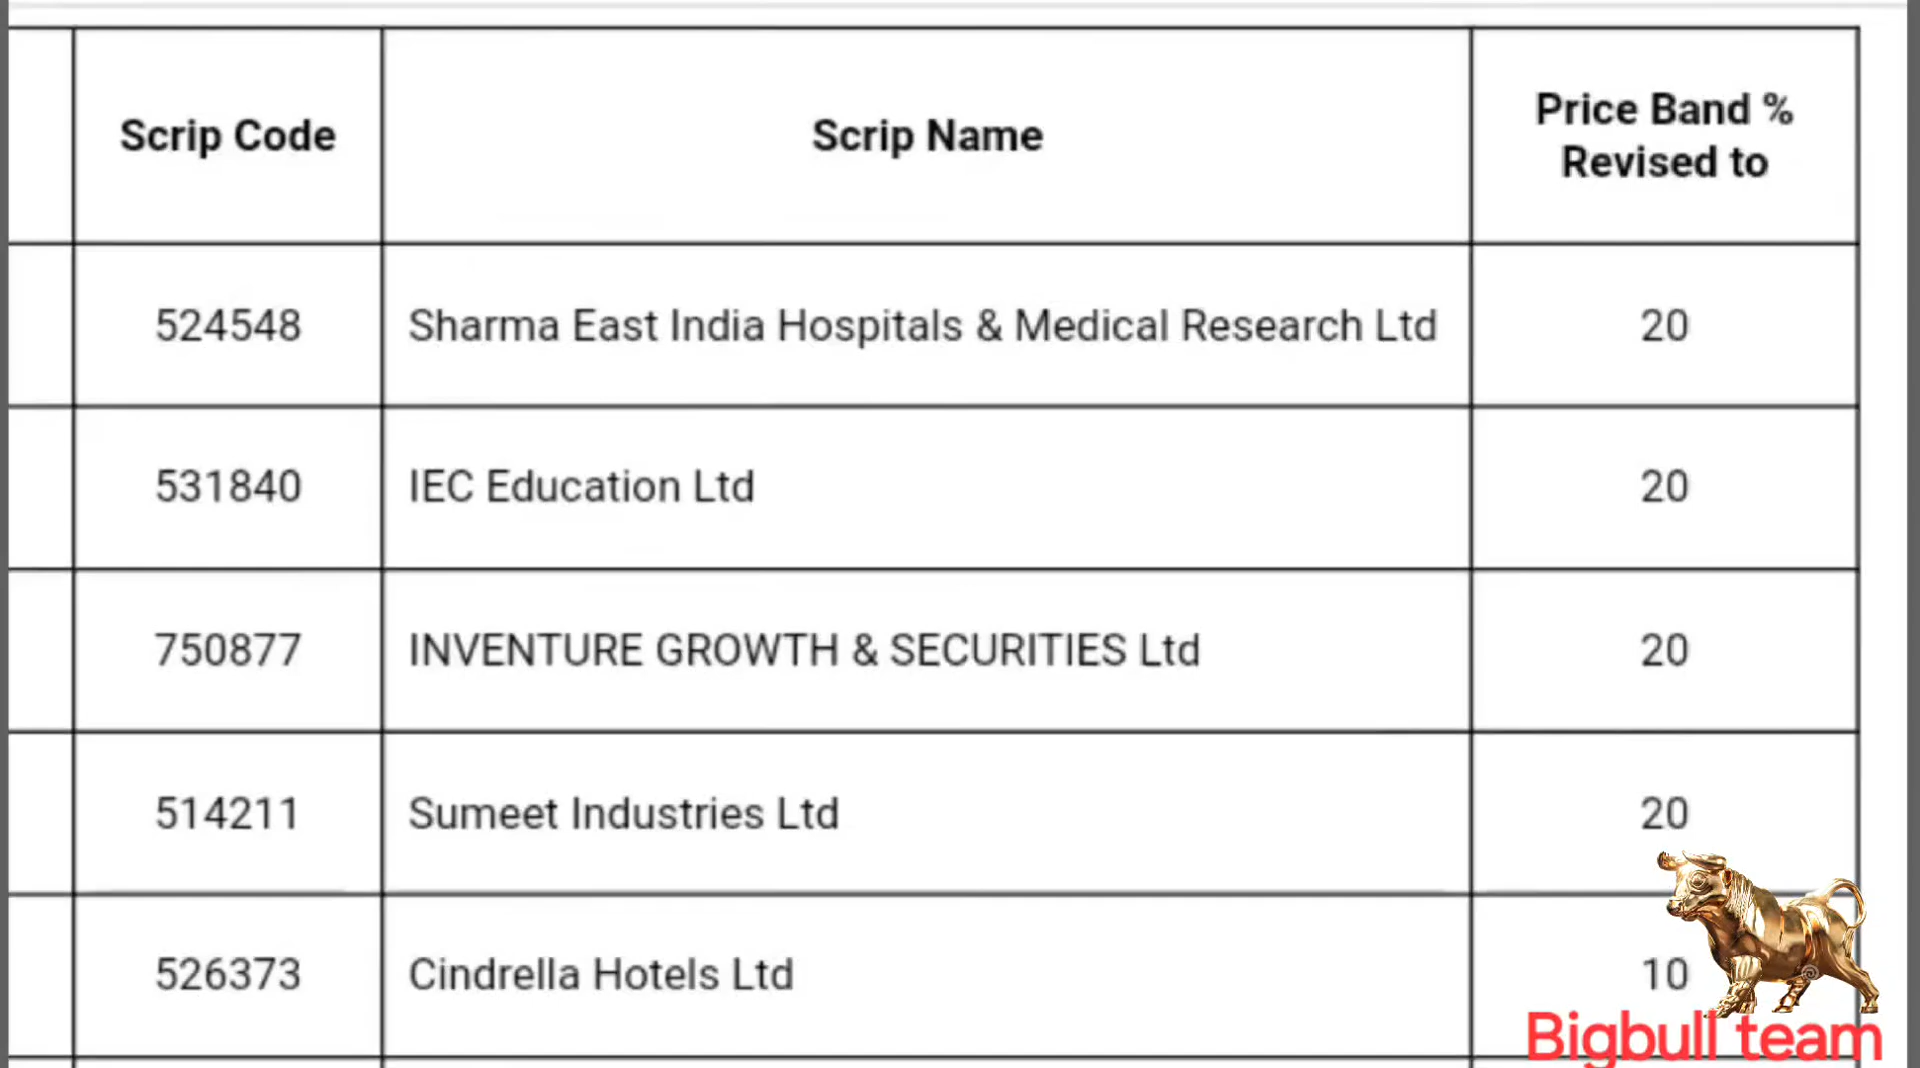 Scrip Code
Scrip Name
Price Band %
Revised to
524548 Sharma East India Hospitals & Medical Research Ltd 20
531840 IEC Education Ltd 20
750877 INVENTURE GROWTH & SECURITIES Ltd 20
514211 Sumeet Industries Ltd 20
526373 Cindrella Hotels Ltd 10
Bigbull team